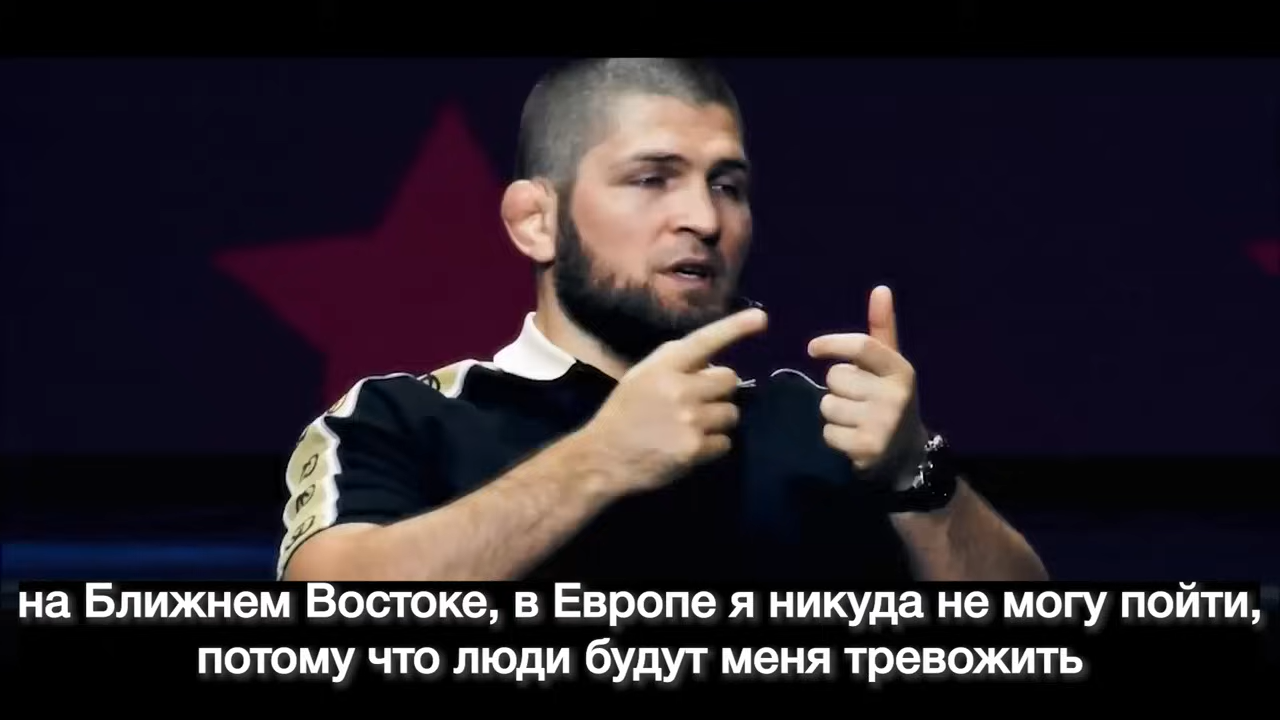 на Ближнем Востоке, в Европе я никуда не могу пойти,
потому что люди будут меня тревожить